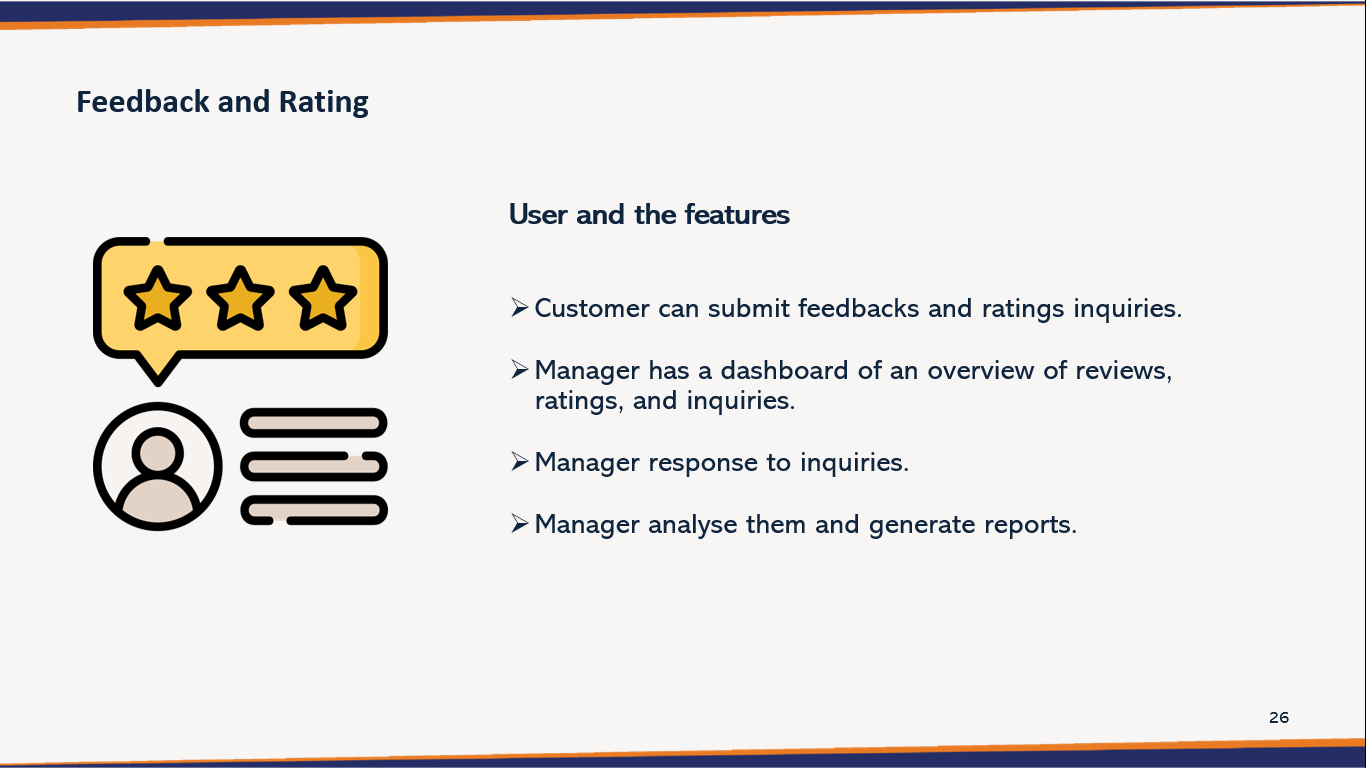 Feedback and Rating
User and the features
➢ Customer can submit feedbacks and ratings inquiries.
➢ Manager has a dashboard of an overview of reviews,
ratings, and inquiries.
➢ Manager response to inquiries.
➢ Manager analyse them and generate reports.
26